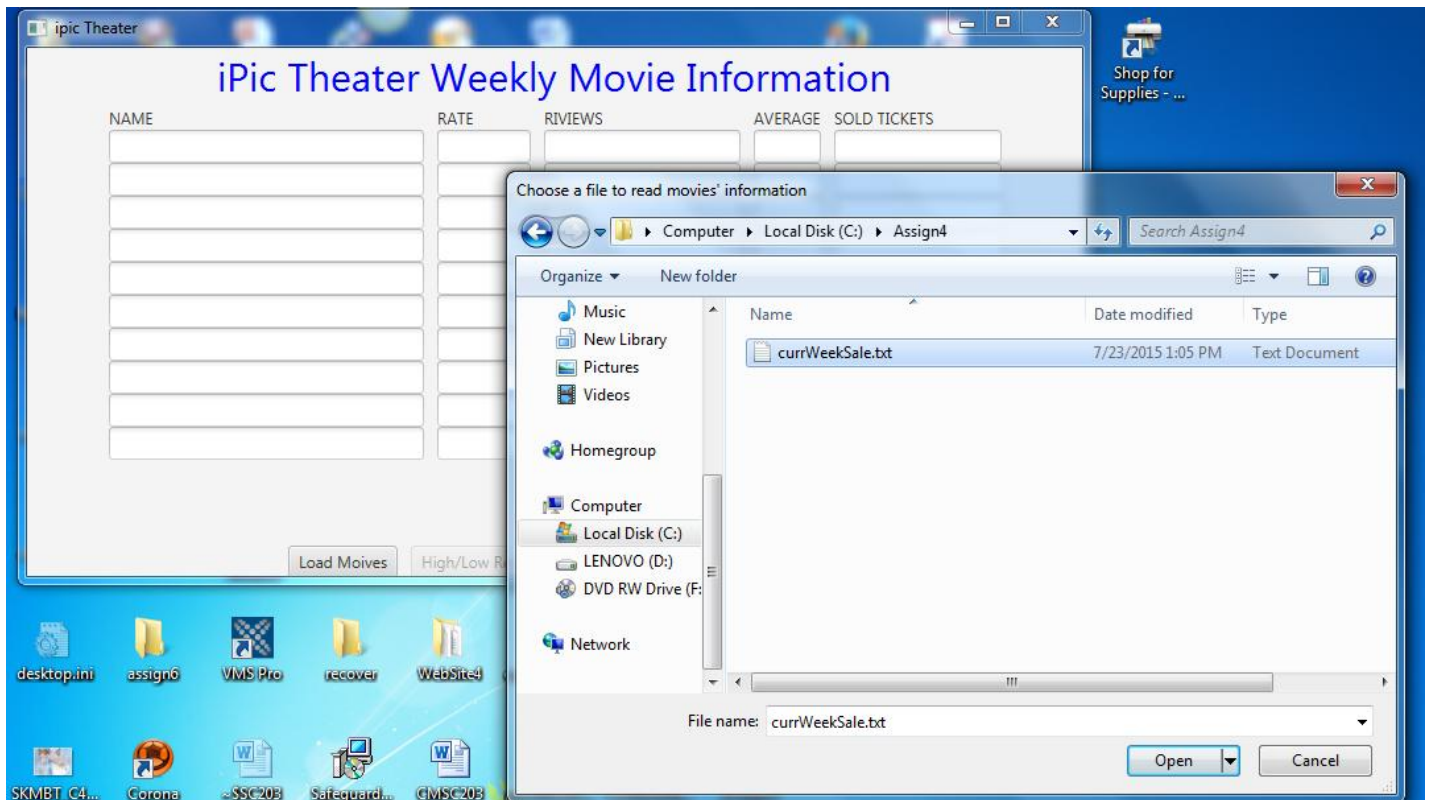 ipic Theater
iPic Theater Weekly Movie Information
NAME RATE RIVIEWS AVERAGE SOLD TICKETS
Load Moives High/Low R
Shop for
Supplies - ...
Choose a file to read movies' information
Computer Local Disk (C:) Assign4
Search Assign4
Organize New folder
Music
New Library
Pictures
Videos
Homegroup
Computer
Local Disk (C:)
LENOVO (D:)
DVD RW Drive (F:
Network
Name Date modified Type
currWeekSale.txt 7/23/2015 1:05 PM Text Document
File name: currWeekSale.txt
Open Cancel
desktop.ini assign6 VMS Pro recover WebSite4
SKMBT_C4... Corona ~SSC203 Safeguard... CMSC203